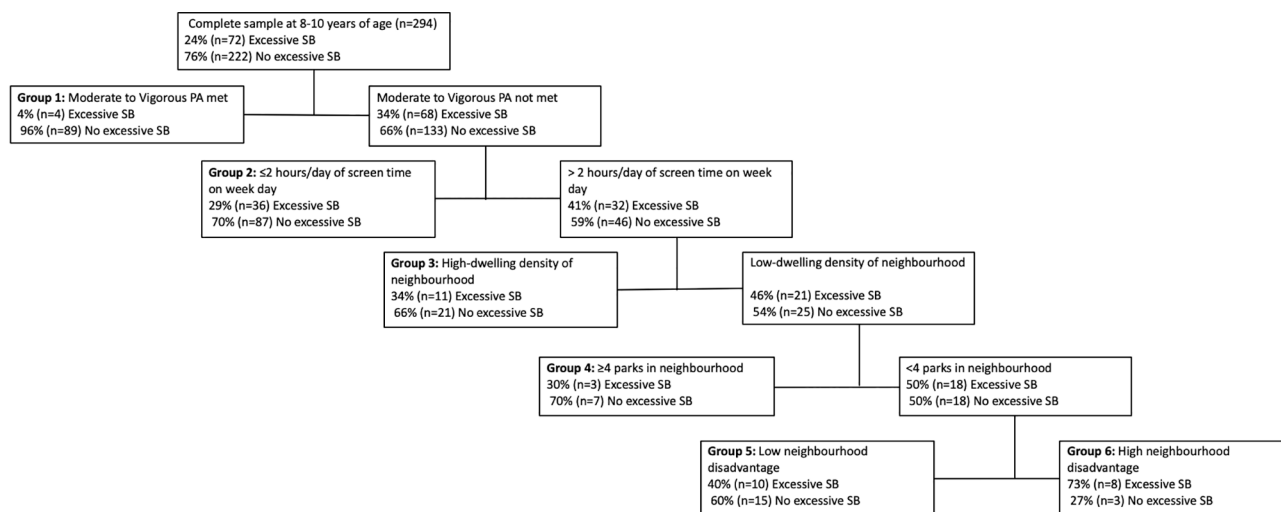 Complete sample at 8-10 years of age (n=294)
24% (n=72) Excessive SB
76% (n=222) No excessive SB
Group 1: Moderate to Vigorous PA met
4% (n=4) Excessive SB
96% (n=89) No excessive SB
Moderate to Vigorous PA not met
34% (n=68) Excessive SB
66% (n=133) No excessive SB
Group 2: ≤2 hours/day of screen time
on week day
29% (n=36) Excessive SB
70% (n=87) No excessive SB
> 2 hours/day of screen time on week
day
41% (n=32) Excessive SB
59% (n=46) No excessive SB
Group 3: High-dwelling density of
neighbourhood
34% (n=11) Excessive SB
66% (n=21) No excessive SB
Low-dwelling density of neighbourhood
46% (n=21) Excessive SB
54% (n=25) No excessive SB
Group 4: ≥4 parks in neighbourhood
30% (n=3) Excessive SB
70% (n=7) No excessive SB
<4 parks in neighbourhood
50% (n=18) Excessive SB
50% (n=18) No excessive SB
Group 5: Low neighbourhood
disadvantage
40% (n=10) Excessive SB
60% (n=15) No excessive SB
Group 6: High neighbourhood
disadvantage
73% (n=8) Excessive SB
27% (n=3) No excessive SB